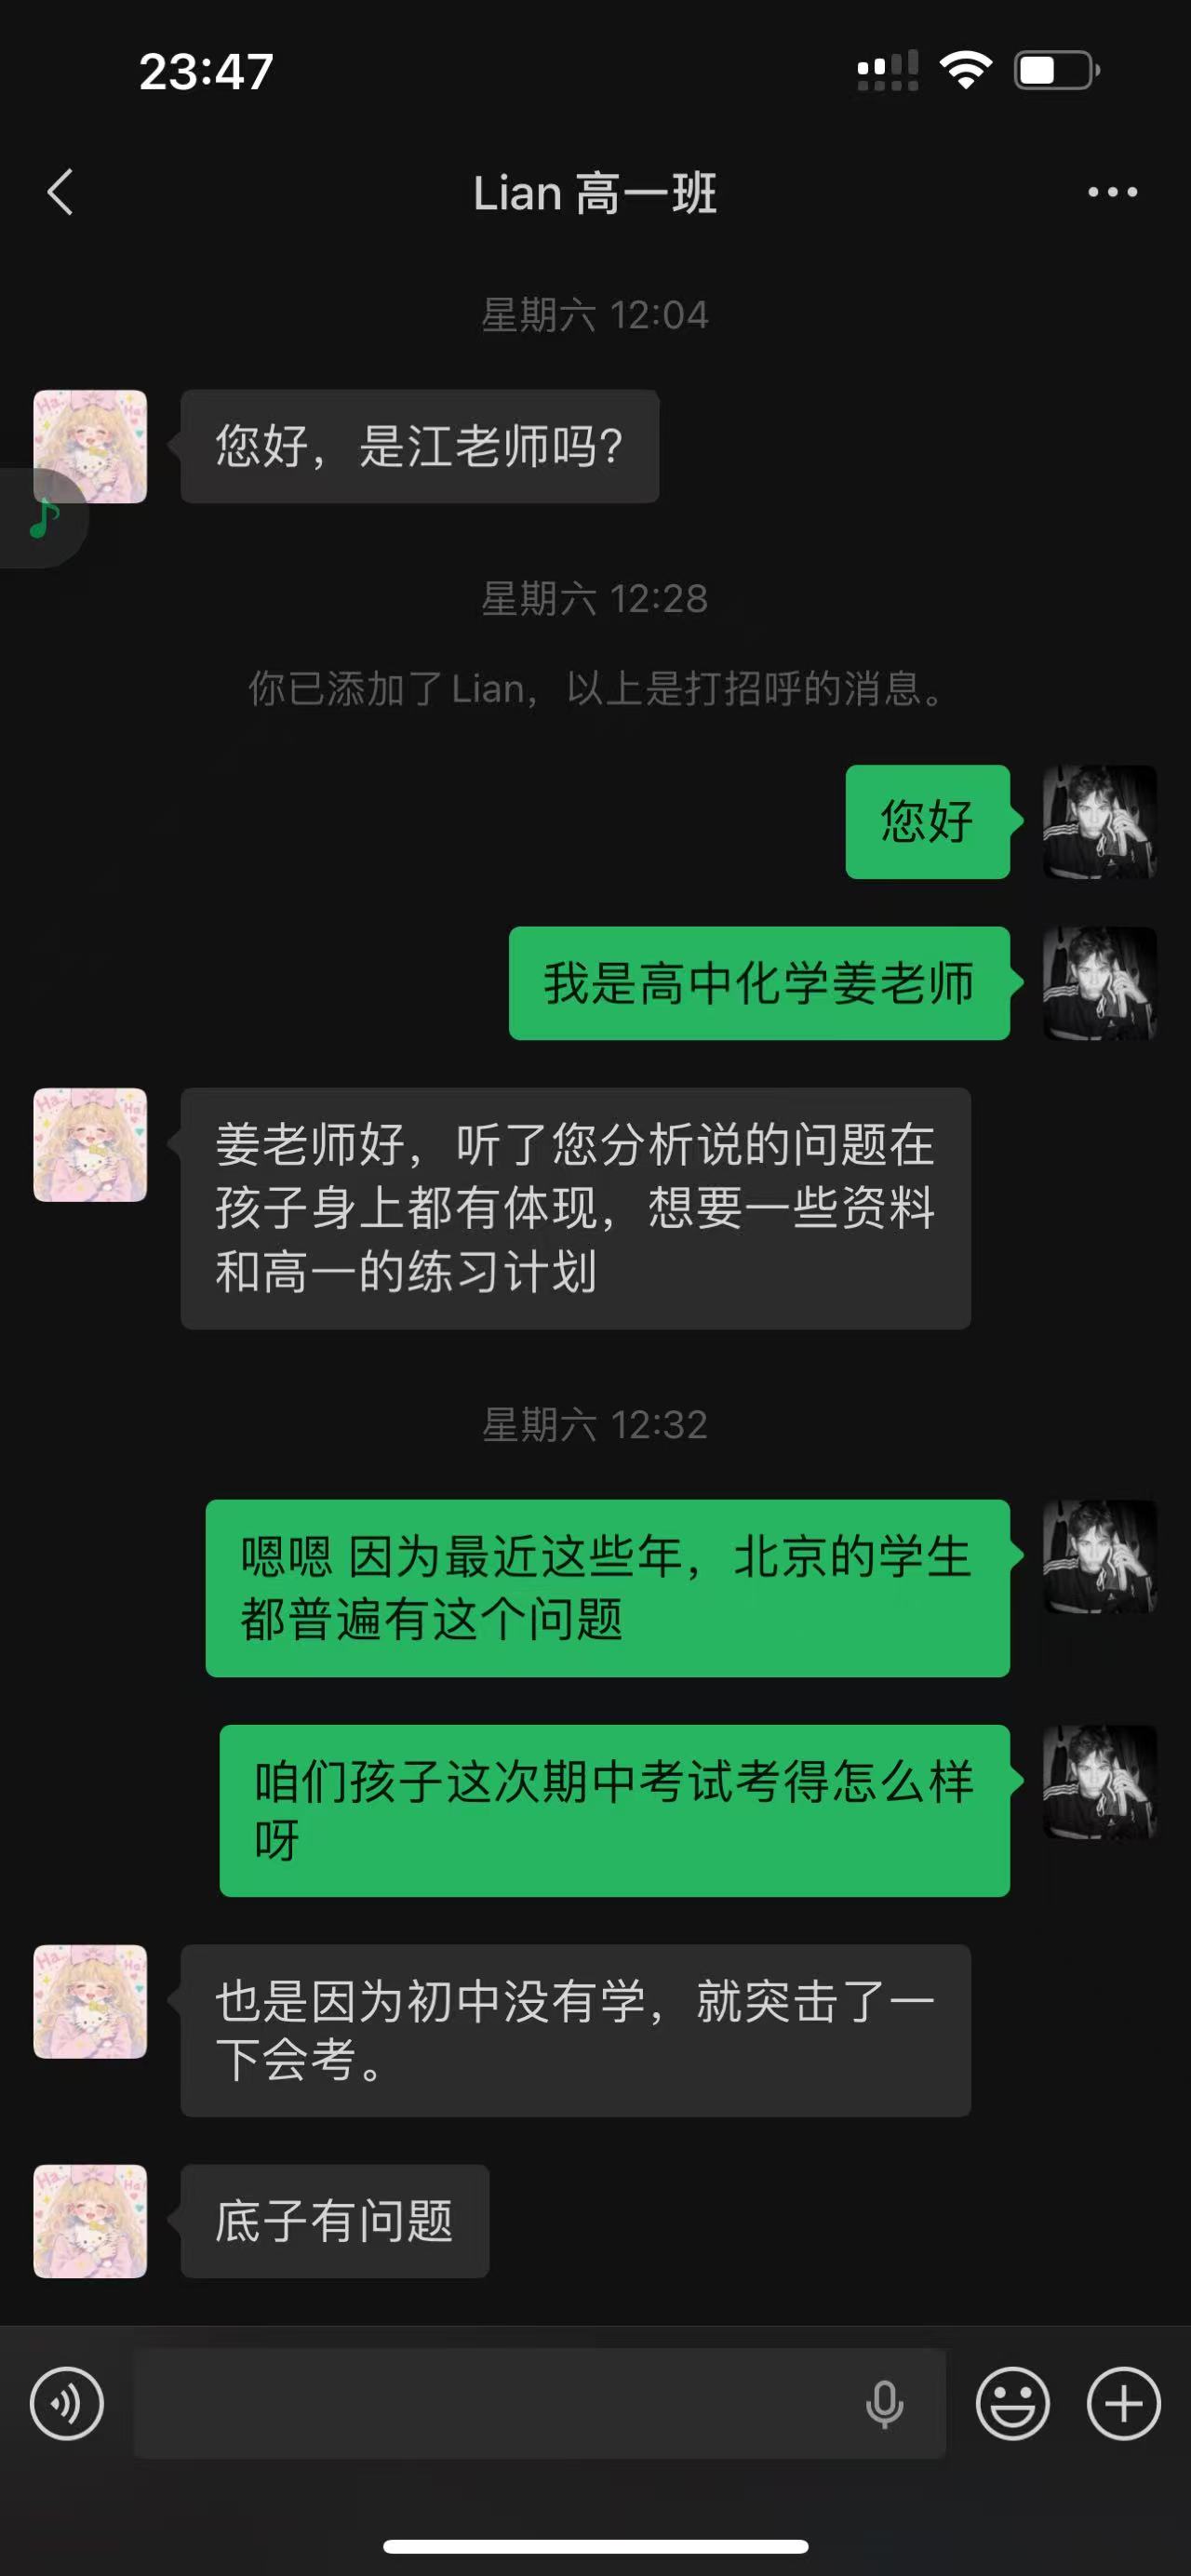 23:47
Lian 高一班
星期六 12:04
您好，是江老师吗?
星期六 12:28
你已添加了Lian，以上是打招呼的消息。
您好
我是高中化学姜老师
姜老师好，听了您分析说的问题在
孩子身上都有体现，想要一些资料
和高一的练习计划
星期六 12:32
嗯嗯 因为最近这些年，北京的学生
都普遍有这个问题
咱们孩子这次期中考试考得怎么样
呀
也是因为初中没有学，就突击了一
下会考。
底子有问题